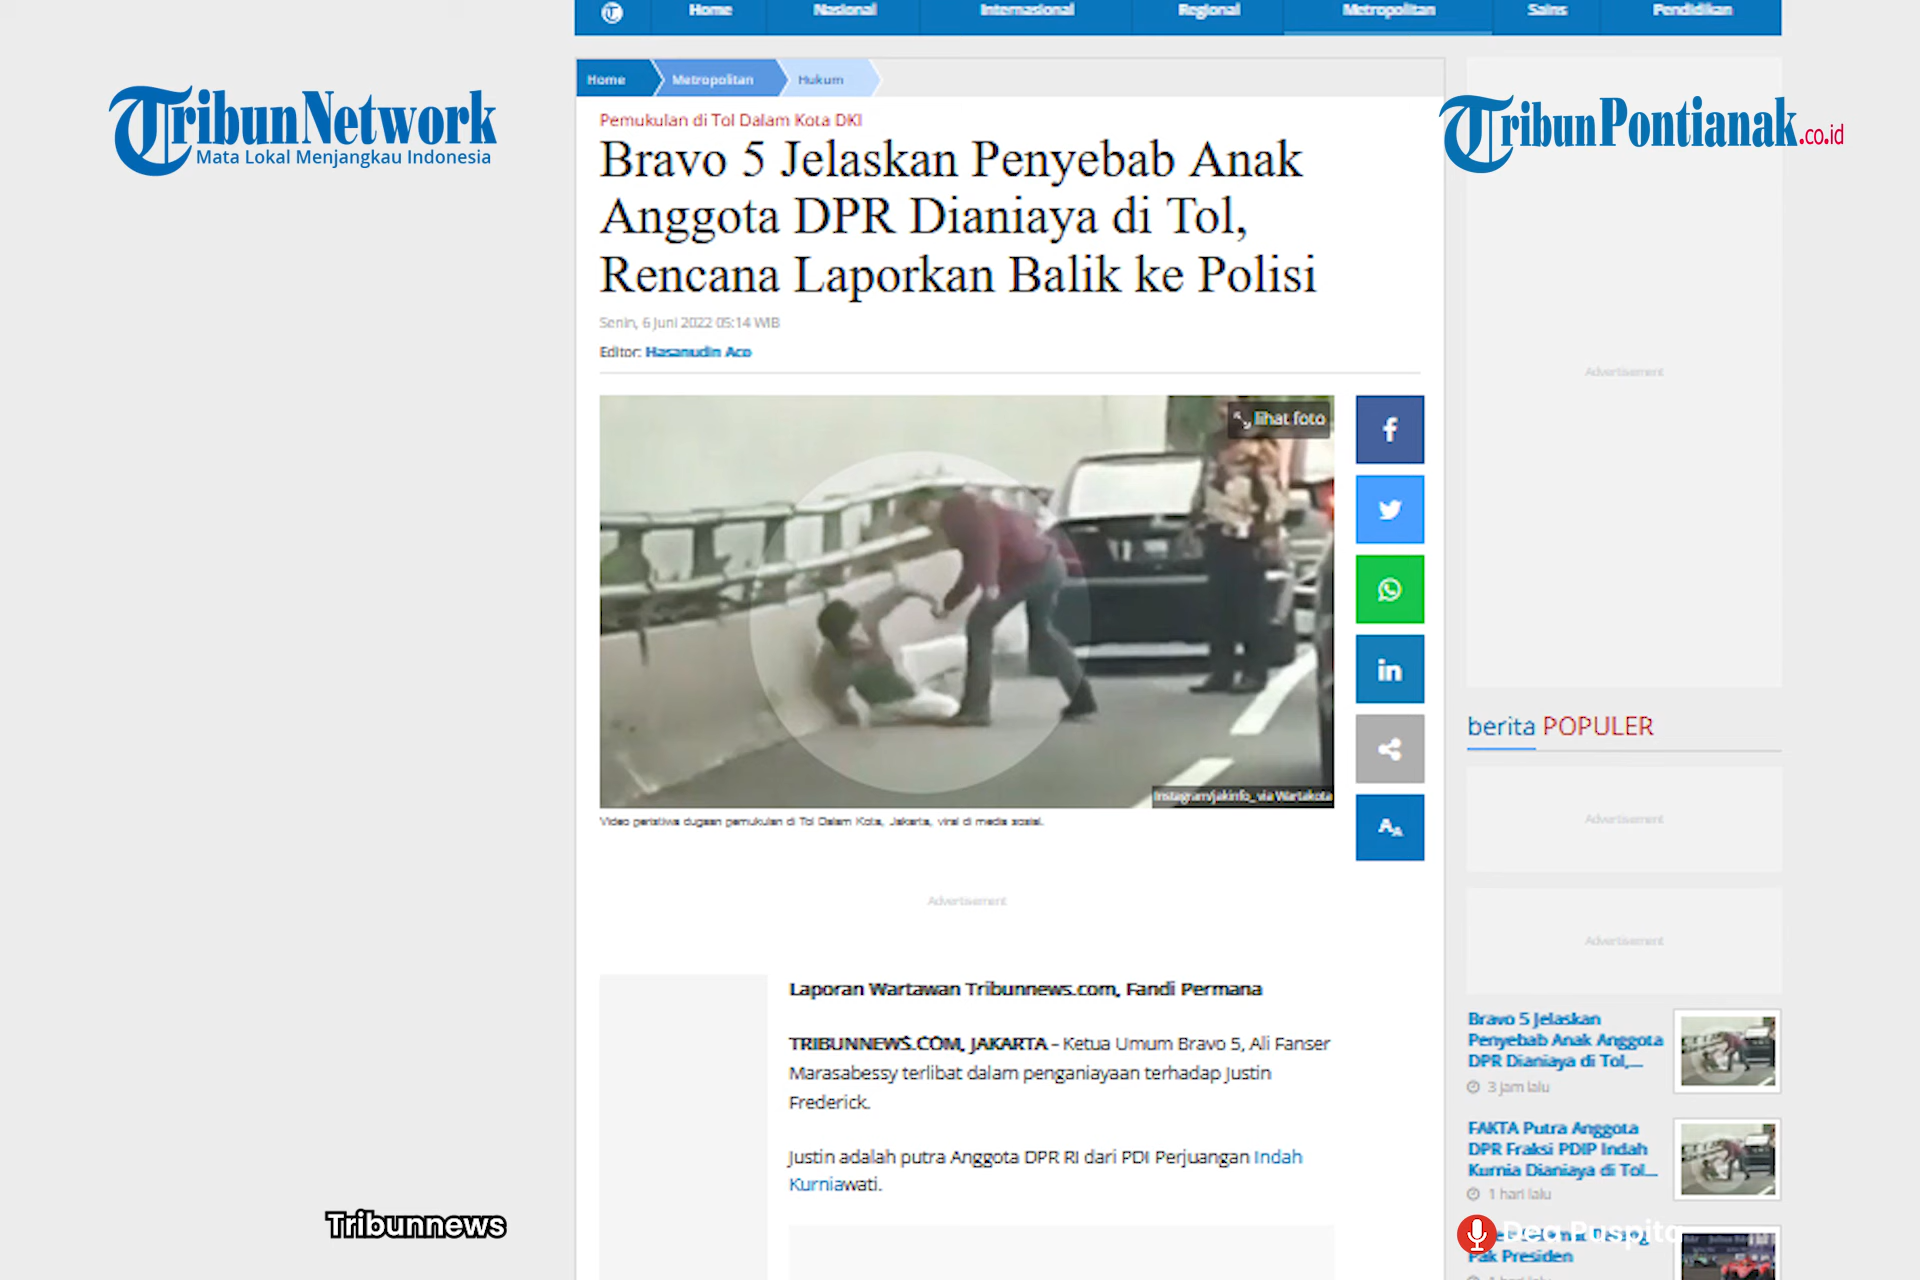 Home
Nasional
Internasional
Regional
Metropolitan
Sains
Pendidikan
TribunNetwork
Mata Lokal Menjangkau Indonesia
TribunPontianak.co.id
Home
Metropolitan
Hukum
Pemukulan di Tol Dalam Kota DKI
Bravo 5 Jelaskan Penyebab Anak
Anggota DPR Dianiaya di Tol,
Rencana Laporkan Balik ke Polisi
Senin, 6 Juni 2022 05:14 WIB
Editor: Hasanudin Aco
lihat foto
Instagram/jakinfo_ via Wartakota
Video peristiwa dugaan pemukulan di Tol Dalam Kota, Jakarta, viral di media sosial.
Advertisement
Laporan Wartawan Tribunnews.com, Fandi Permana
TRIBUNNEWS.COM, JAKARTA - Ketua Umum Bravo 5, Ali Fanser
Marasabessy terlibat dalam penganiayaan terhadap Justin
Frederick.
Justin adalah putra Anggota DPR RI dari PDI Perjuangan Indah
Kurniawati.
Advertisement
berita POPULER
Advertisement
Advertisement
Bravo 5 Jelaskan
Penyebab Anak Anggota
DPR Dianiaya di Tol,...
3 jam lalu
FAKTA Putra Anggota
DPR Fraksi PDIP Indah
Kurnia Dianiaya di Tol...
1 hari lalu
Pak Presiden
Tribunnews
Dea Puspita